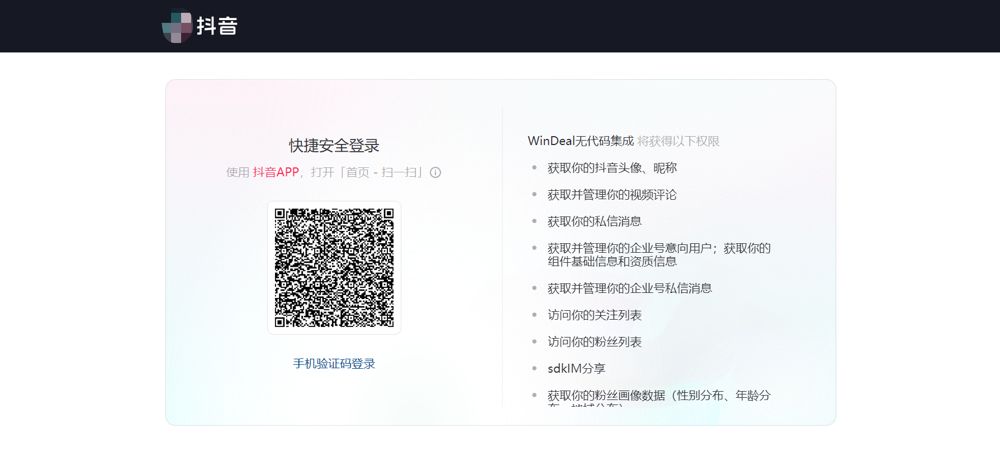 抖音
快捷安全登录
使用 抖音APP，打开「首页 - 扫一扫」
手机验证码登录
WinDeal无代码集成 将获得以下权限
获取你的抖音头像、昵称
获取并管理你的视频评论
获取你的私信消息
获取并管理你的企业号意向用户；获取你的
组件基础信息和资质信息
获取并管理你的企业号私信消息
访问你的关注列表
访问你的粉丝列表
sdkIM分享
获取你的粉丝画像数据（性别分布、年龄分
布、地域分布）